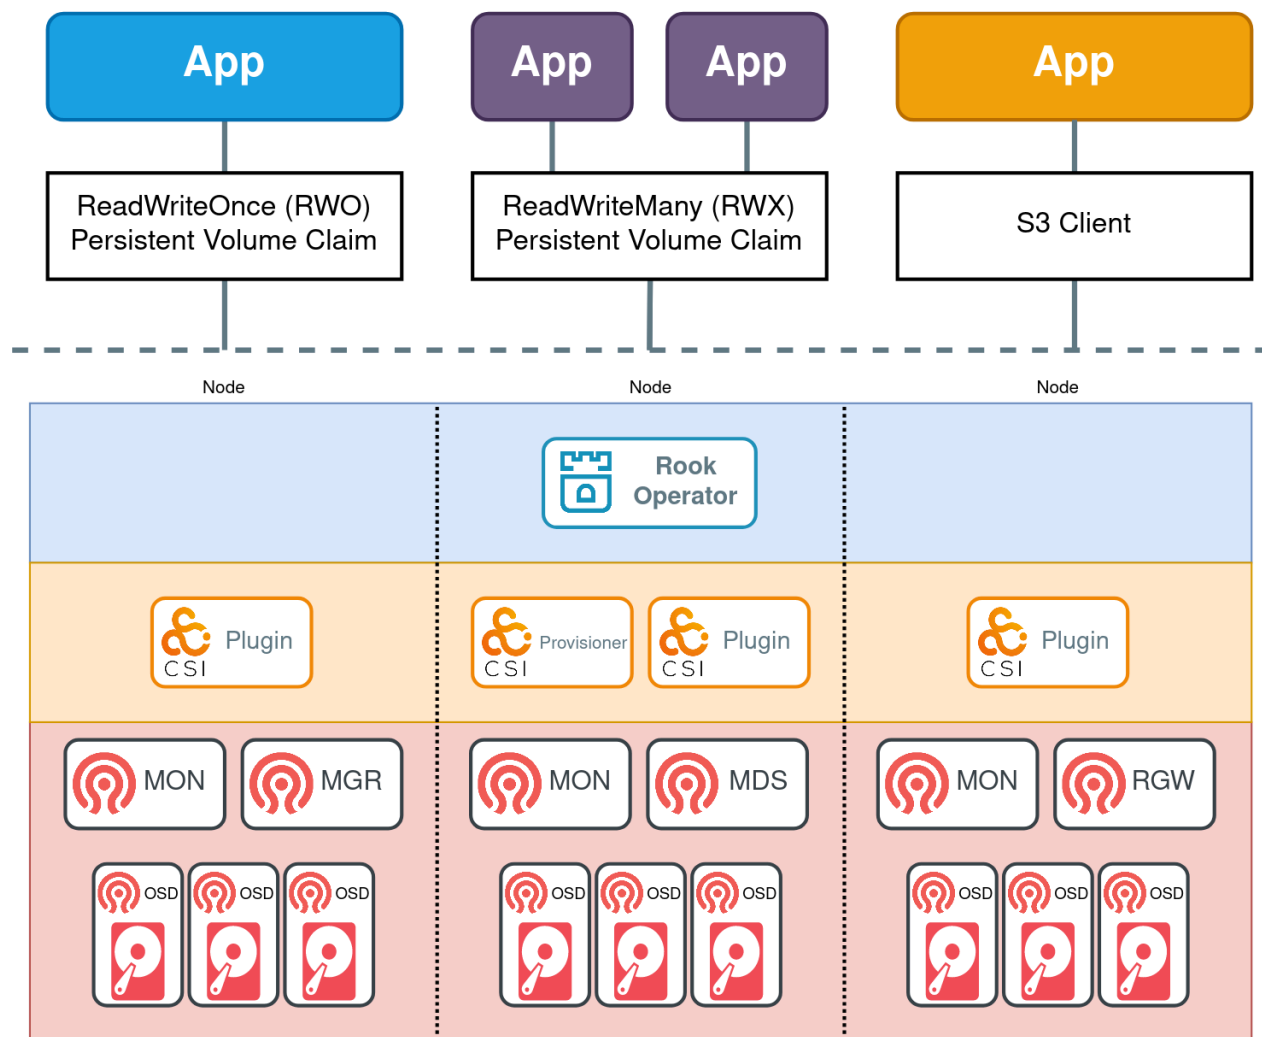 App
App
App
App
ReadWriteOnce (RWO)
Persistent Volume Claim
ReadWriteMany (RWX)
Persistent Volume Claim
S3 Client
Node
Node
Node
Rook
Operator
CSI
Plugin
CSI
Provisioner
CSI
Plugin
CSI
Plugin
MON
MGR
MON
MDS
MON
RGW
OSD
OSD
OSD
OSD
OSD
OSD
OSD
OSD
OSD